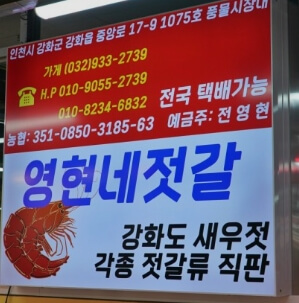 인천시 강화군 강화읍 중앙로 17-9 1075호 풍물시장내
가게 (032)933-2739
H.P 010-9055-2739
010-8234-6832
전국 택배가능
농협: 351-0850-3185-63 예금주: 전영현
영현네젓갈
강화도 새우젓
각종 젓갈류 직판